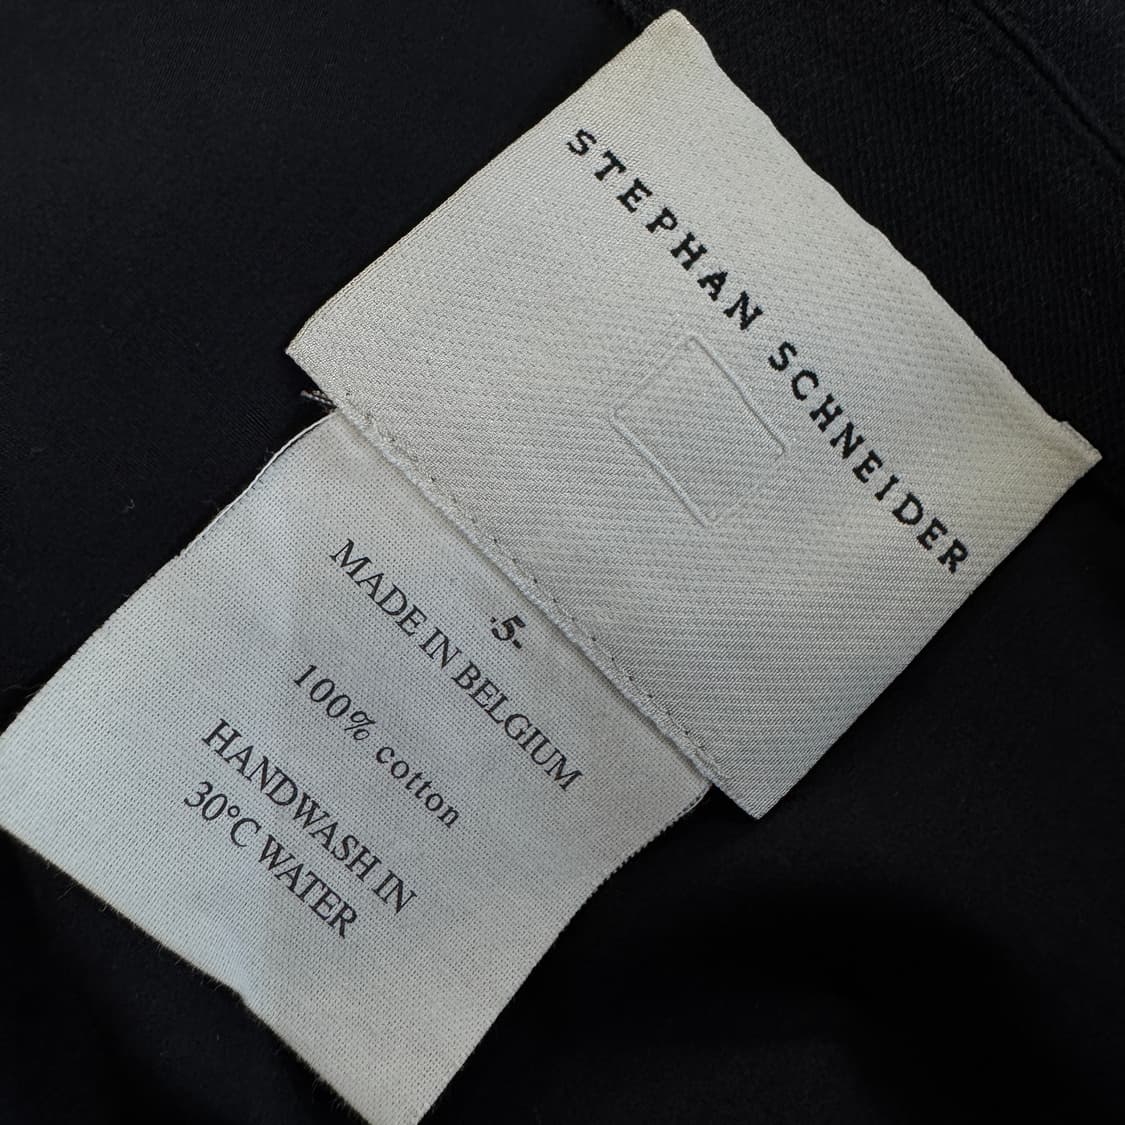 STEPHAN SCHNEIDER
.5.
MADE IN BELGIUM
100% cotton
HANDWASH IN
30°C WATER